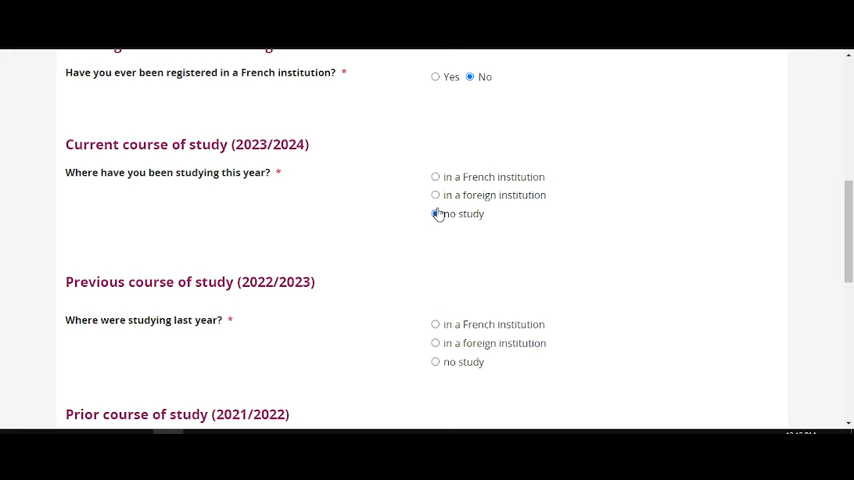 Have you ever been registered in a French institution? *
Yes No
Current course of study (2023/2024)
Where have you been studying this year? *
in a French institution
in a foreign institution
no study
Previous course of study (2022/2023)
Where were studying last year? *
in a French institution
in a foreign institution
no study
Prior course of study (2021/2022)